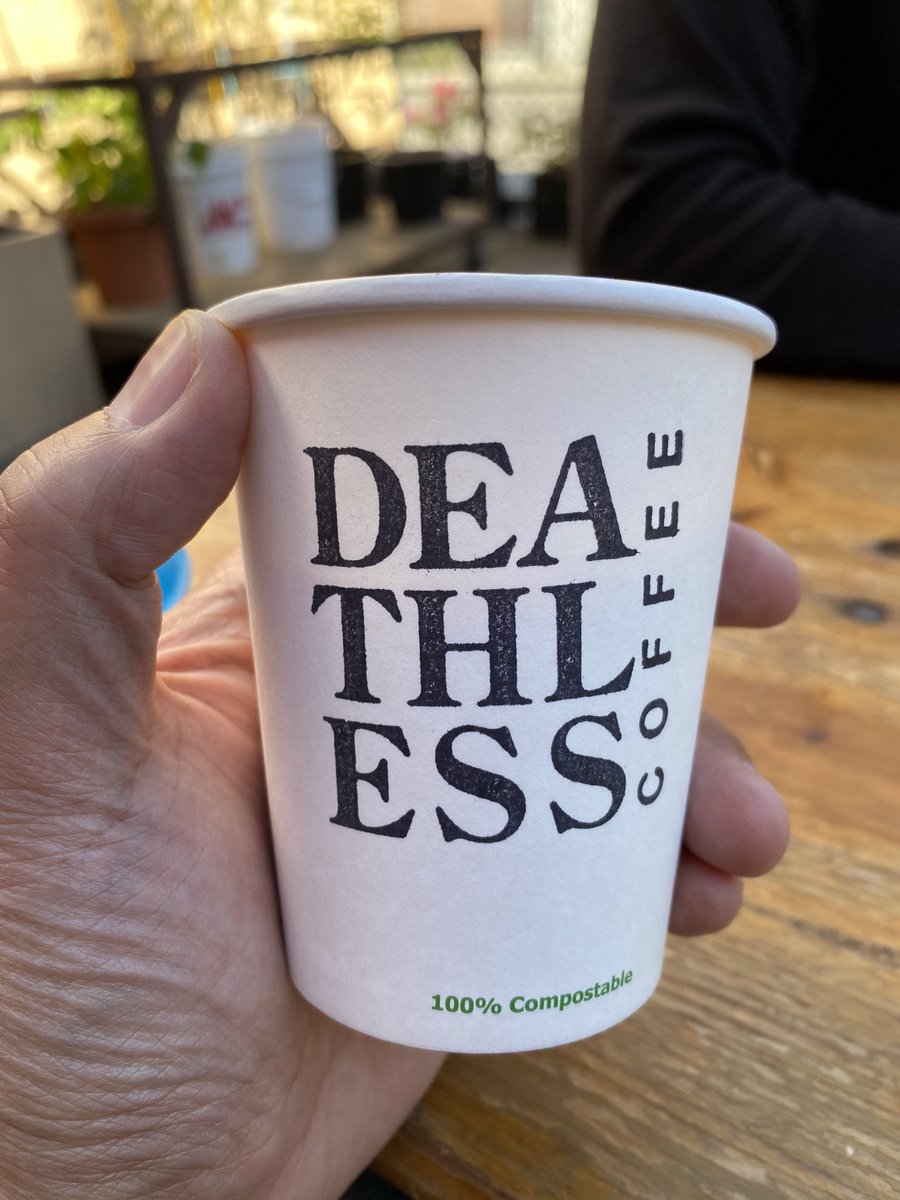 DEA
THL
ESS
COFFEE
100% Compostable